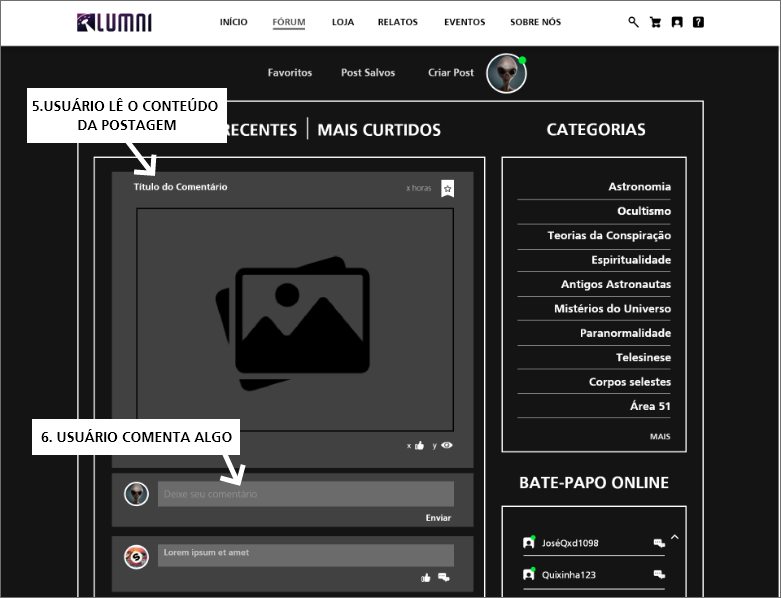 ALUMNI
INÍCIO FÓRUM LOJA RELATOS EVENTOS SOBRE NÓS
Favoritos Post Salvos Criar Post
5.USUÁRIO LÊ O CONTEÚDO
DA POSTAGEM
RECENTES MAIS CURTIDOS
CATEGORIAS
Título do Comentário x horas
x y
6. USUÁRIO COMENTA ALGO
Deixe seu comentário
Enviar
Lorem ipsum et amet
Astronomia
Ocultismo
Teorias da Conspiração
Espiritualidade
Antigos Astronautas
Mistérios do Universo
Paranormalidade
Telesinese
Corpos selestes
Área 51
MAIS
BATE-PAPO ONLINE
JoséQxd1098
Quixinha123